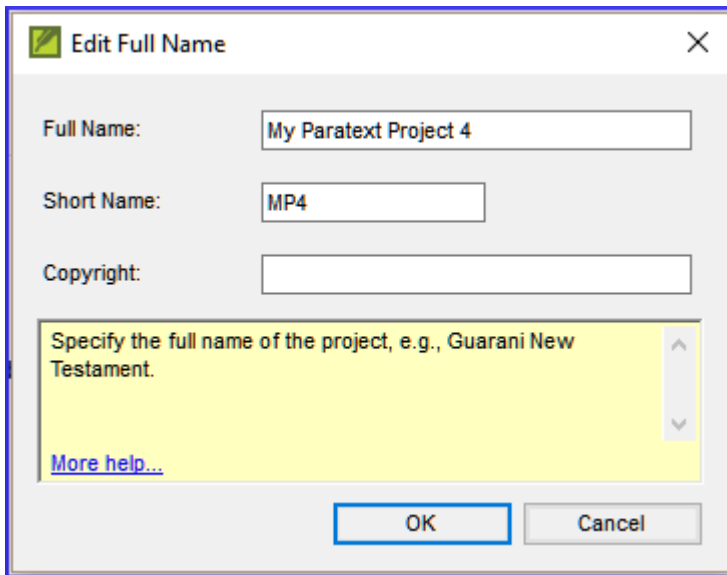 Edit Full Name
Full Name: My Paratext Project 4
Short Name: MP4
Copyright:
Specify the full name of the project, e.g., Guarani New
Testament.
More help...
OK Cancel